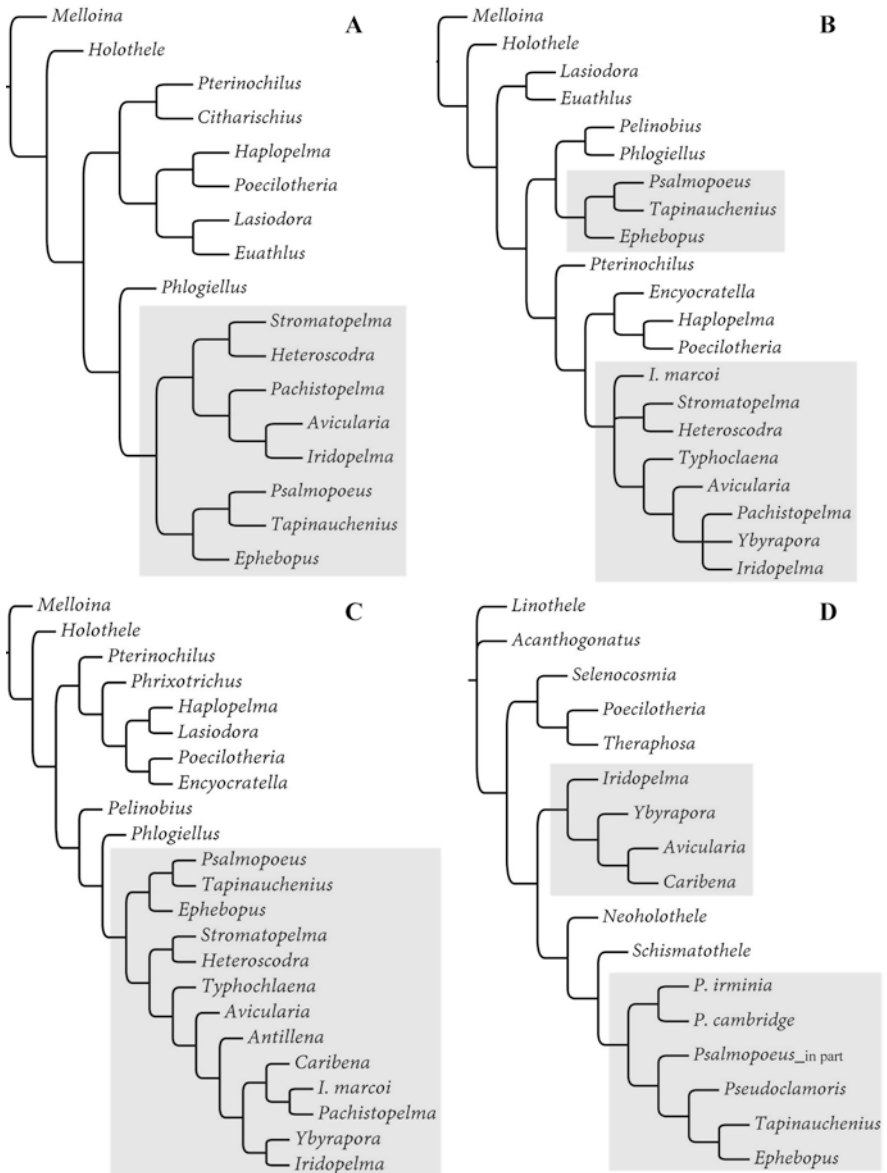 A
Melloina
Holothele
Pterinochilus
Citharischius
Haplopelma
Poecilotheria
Lasiodora
Euathlus
Phlogiellus
Stromatopelma
Heteroscodra
Pachistopelma
Avicularia
Iridopelma
Psalmopoeus
Tapinauchenius
Ephebopus
B
Melloina
Holothele
Lasiodora
Euathlus
Pelinobius
Phlogiellus
Psalmopoeus
Tapinauchenius
Ephebopus
Pterinochilus
Encyocratella
Haplopelma
Poecilotheria
I. marcoi
Stromatopelma
Heteroscodra
Typhoclaena
Avicularia
Pachistopelma
Ybyrapora
Iridopelma
C
Melloina
Holothele
Pterinochilus
Phrixotrichus
Haplopelma
Lasiodora
Poecilotheria
Encyocratella
Pelinobius
Phlogiellus
Psalmopoeus
Tapinauchenius
Ephebopus
Stromatopelma
Heteroscodra
Typhochlaena
Avicularia
Antillena
Caribena
I. marcoi
Pachistopelma
Ybyrapora
Iridopelma
D
Linothele
Acanthogonatus
Selenocosmia
Poecilotheria
Theraphosa
Iridopelma
Ybyrapora
Avicularia
Caribena
Neoholothele
Schismatothele
P. irminia
P. cambridge
Psalmopoeus_in part
Pseudoclamoris
Tapinauchenius
Ephebopus